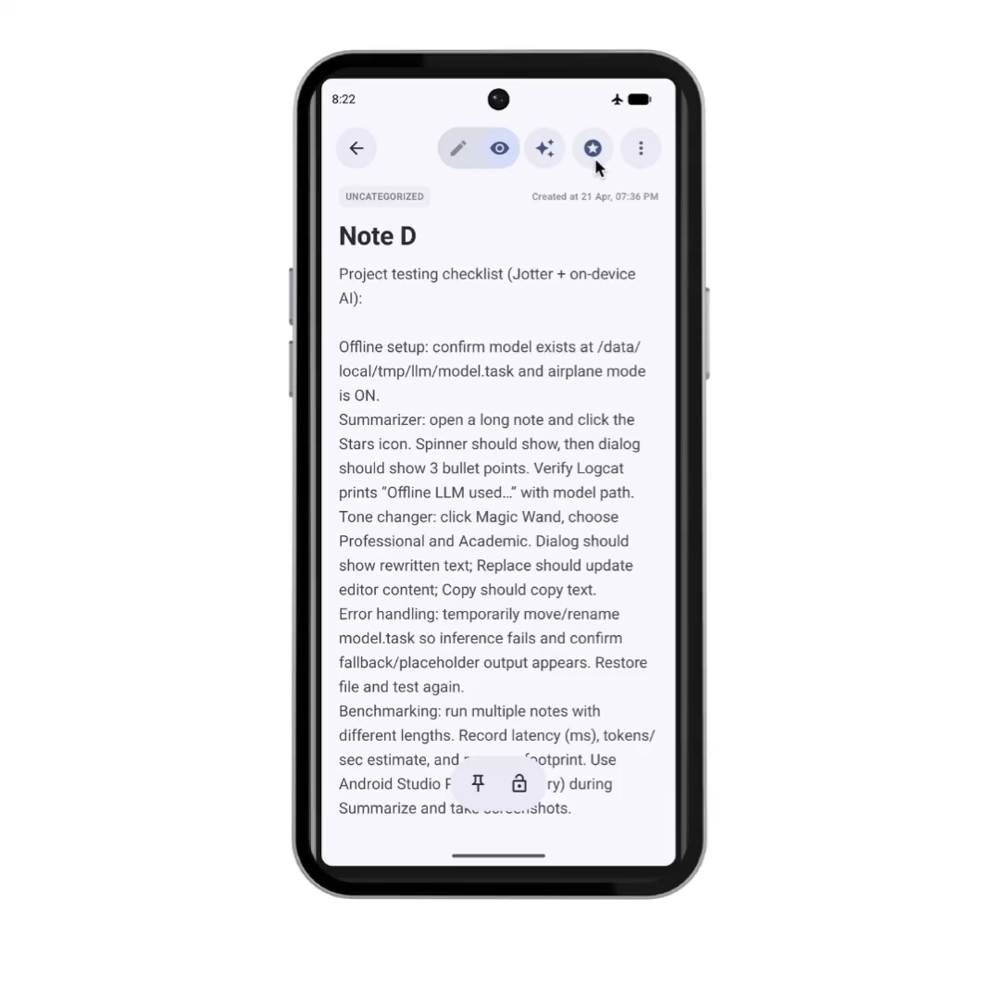 8:22
UNCATEGORIZED
Created at 21 Apr, 07:36 PM
Note D
Project testing checklist (Jotter + on-device
AI):
Offline setup: confirm model exists at /data/
local/tmp/llm/model.task and airplane mode
is ON.
Summarizer: open a long note and click the
Stars icon. Spinner should show, then dialog
should show 3 bullet points. Verify Logcat
prints “Offline LLM used…” with model path.
Tone changer: click Magic Wand, choose
Professional and Academic. Dialog should
show rewritten text; Replace should update
editor content; Copy should copy text.
Error handling: temporarily move/rename
model.task so inference fails and confirm
fallback/placeholder output appears. Restore
file and test again.
Benchmarking: run multiple notes with
different lengths. Record latency (ms), tokens/
sec estimate, and footprint. Use
Android Studio during
Summarize and take screenshots.